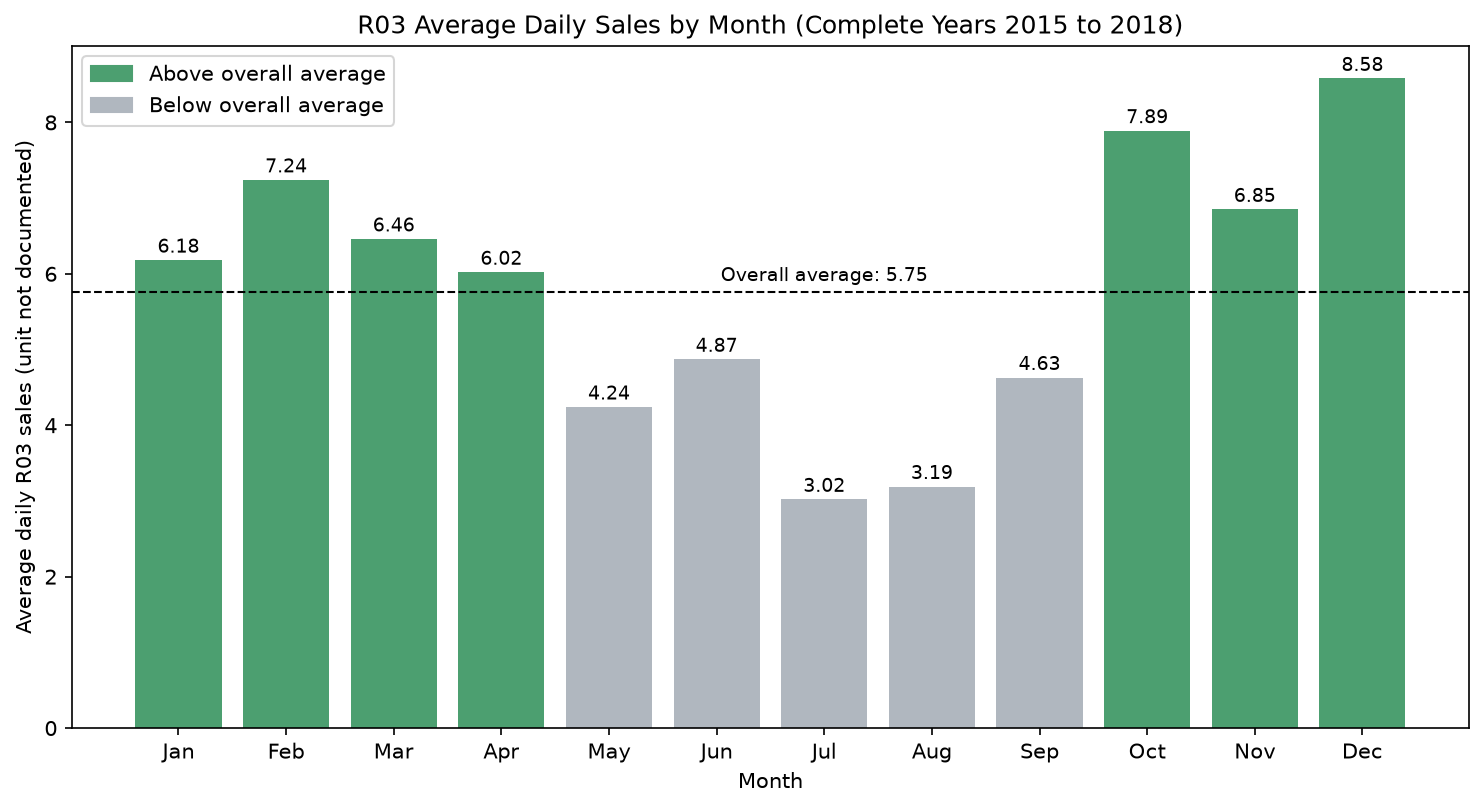 R03 Average Daily Sales by Month (Complete Years 2015 to 2018)
Above overall average
Below overall average
Average daily R03 sales (unit not documented)
8
6
4
2
0
6.18
7.24
6.46
6.02
4.24
4.87
3.02
3.19
4.63
7.89
6.85
8.58
Overall average: 5.75
Jan
Feb
Mar
Apr
May
Jun
Jul
Aug
Sep
Oct
Nov
Dec
Month